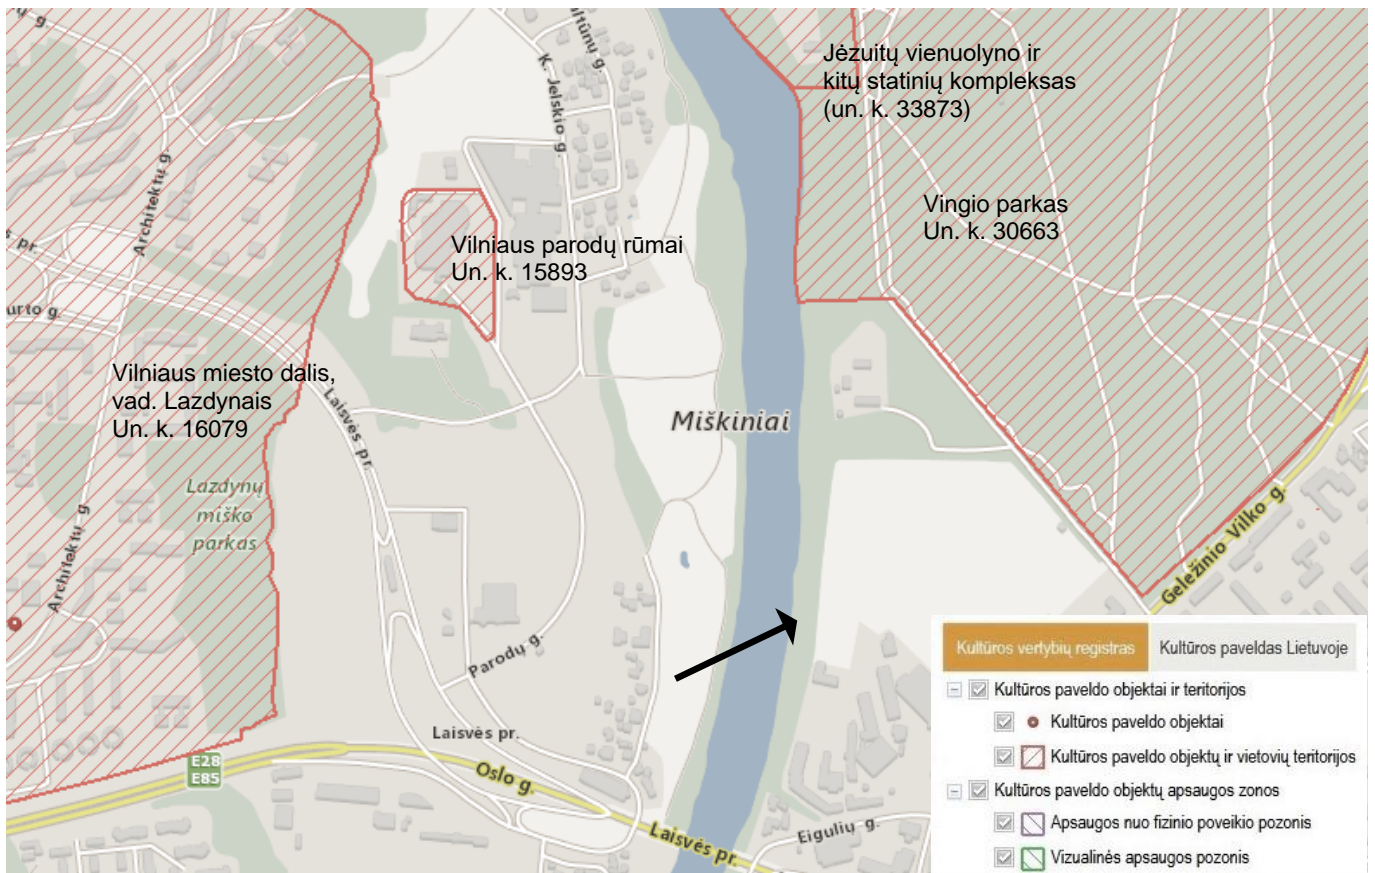 Jėzuitų vienuolyno ir
kitų statinių kompleksas
(un. k. 33873)
Vingio parkas
Un. k. 30663
Vilniaus parodų rūmai
Un. k. 15893
Vilniaus miesto dalis,
vad. Lazdynais
Un. k. 16079
K. Jelskio g.
Architektų g.
s pr.
urto g.
Laisvės pr.
Miškiniai
Lazdynų
miško
parkas
Architektų g
Geležinio Vilko g.
Parodų g.
Laisvės pr.
E28
E85
Oslo g.
Laisvės pr.
Eigulių g.
Kultūros vertybių registras
Kultūros paveldas Lietuvoje
Kultūros paveldo objektai ir teritorijos
Kultūros paveldo objektai
Kultūros paveldo objektų ir vietovių teritorijos
Kultūros paveldo objektų apsaugos zonos
Apsaugos nuo fizinio poveikio pozonis
Vizualinės apsaugos pozonis